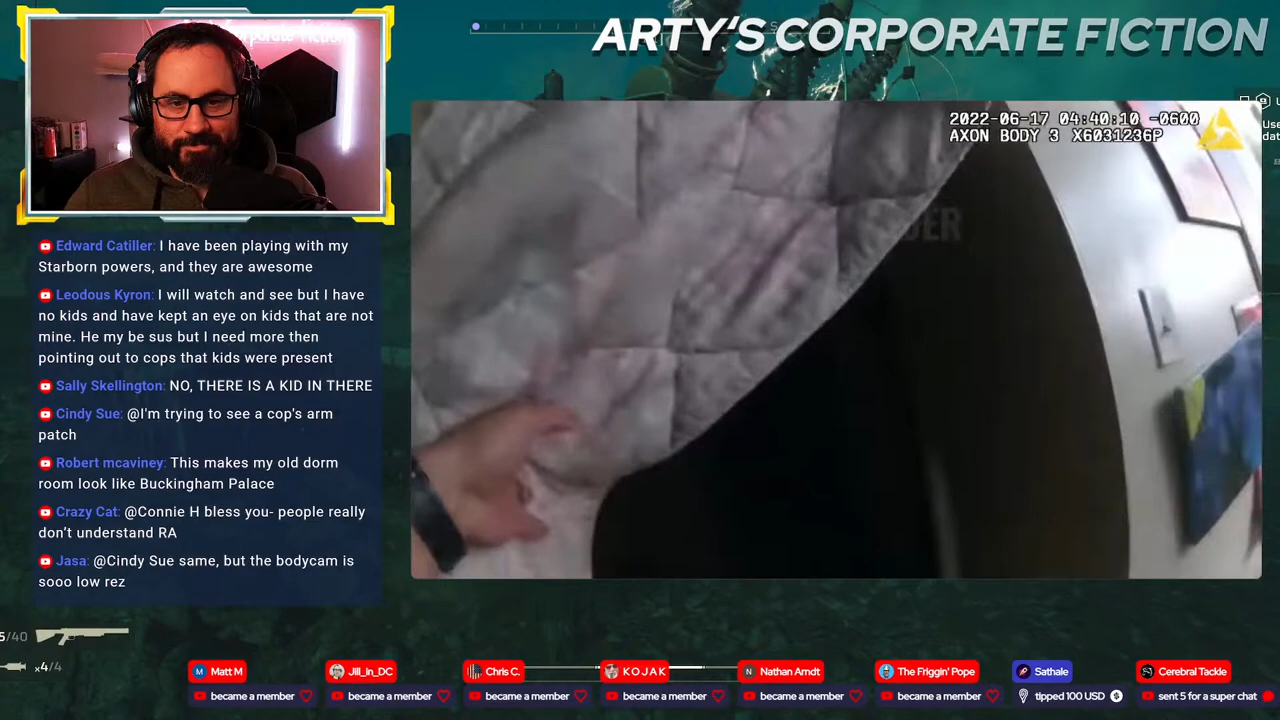 ARTY'S CORPORATE FICTION
2022-06-17 04:40:10 -0600
AXON BODY 3 X6031236P
Edward Catiller: I have been playing with my
Starborn powers, and they are awesome
Leodous Kyron: I will watch and see but I have
no kids and have kept an eye on kids that are not
mine. He my be sus but I need more then
pointing out to cops that kids were present
Sally Skellington: NO, THERE IS A KID IN THERE
Cindy Sue: @I'm trying to see a cop's arm
patch
Robert mcaviney: This makes my old dorm
room look like Buckingham Palace
Crazy Cat: @Connie H bless you- people really
don't understand RA
Jasa: @Cindy Sue same, but the bodycam is
sooo low rez
5/40
x4/4
M Matt M
became a member
Jill_in_DC
became a member
Chris C.
became a member
K O J A K
became a member
N Nathan Arndt
became a member
The Friggin' Pope
became a member
Sathale
tipped 100 USD
Cerebral Tackle
sent 5 for a super chat